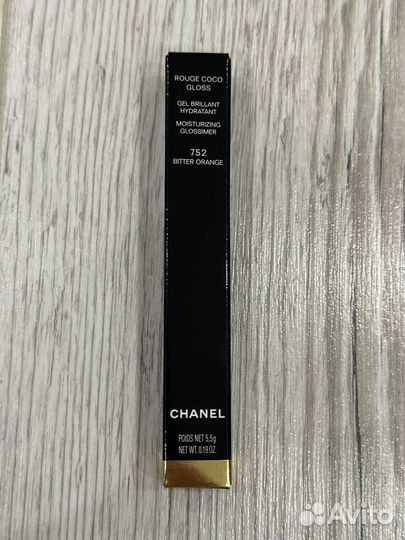 ROUGE COCO
GLOSS
GEL BRILLANT
HYDRATANT
MOISTURIZING
GLOSSIMER
752
BITTER ORANGE
CHANEL
POIDS NET 5,5g
NET WT. 0.19 OZ.
Avito